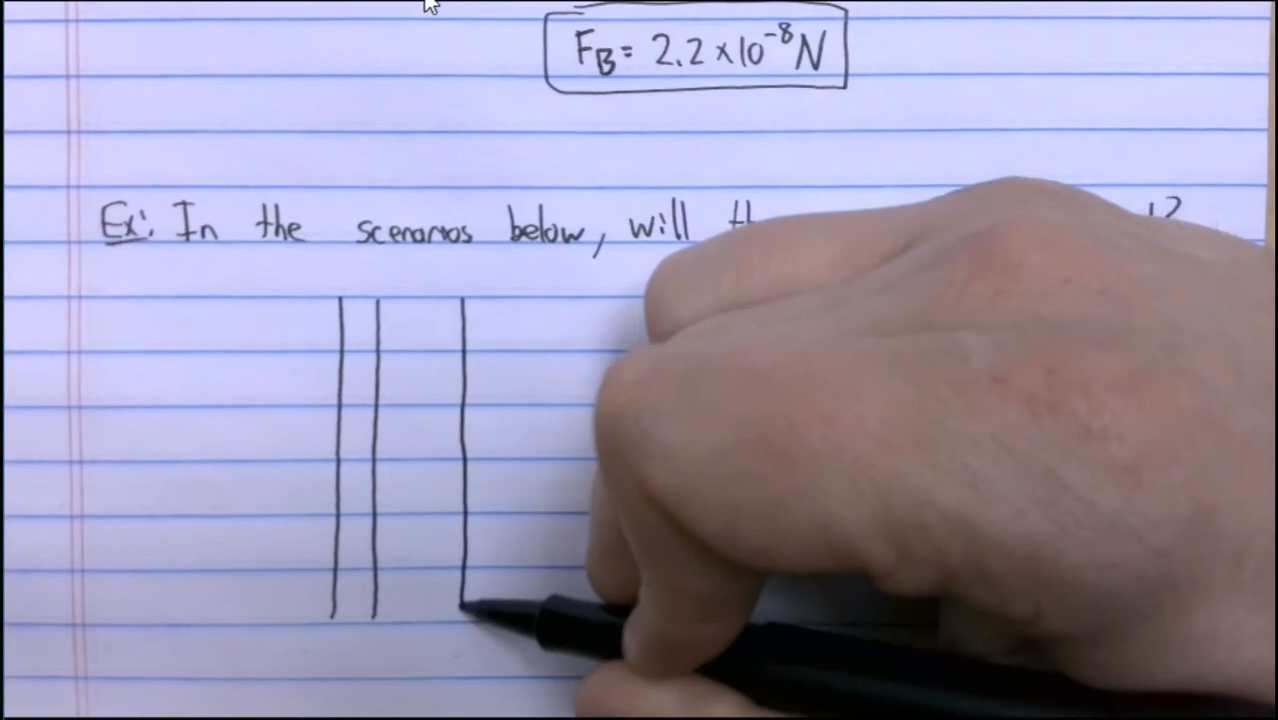 F_B = 2.2 × 10⁻⁸ N
Ex: In the scenarios below, will